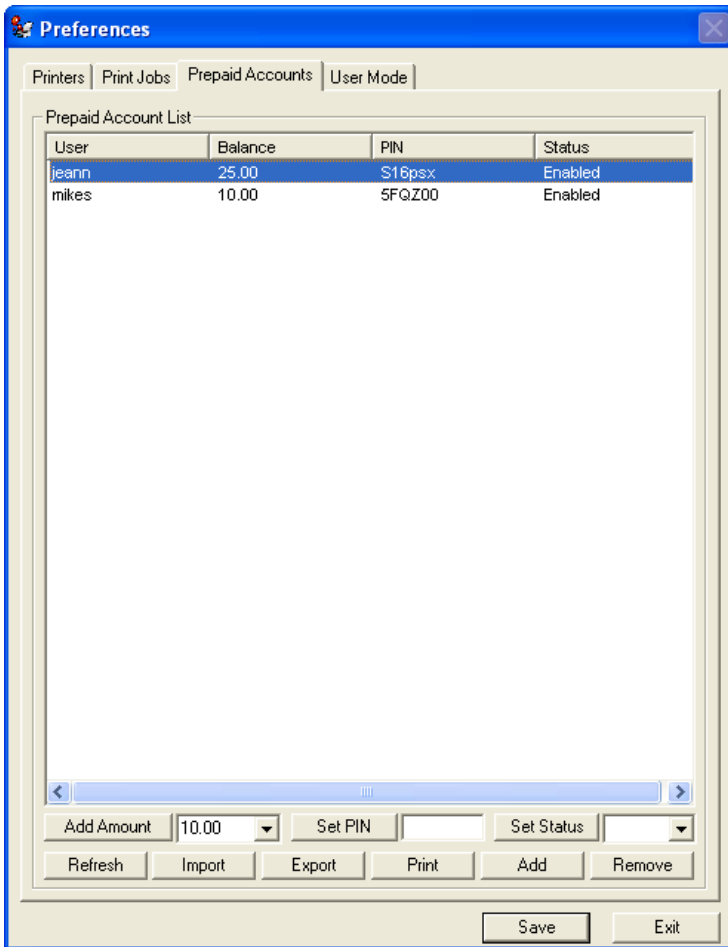 Preferences
Printers Print Jobs Prepaid Accounts User Mode
Prepaid Account List
User Balance PIN Status
jeann 25.00 S16psx Enabled
mikes 10.00 5FQZ00 Enabled
Add Amount 10.00 Set PIN Set Status
Refresh Import Export Print Add Remove
Save Exit